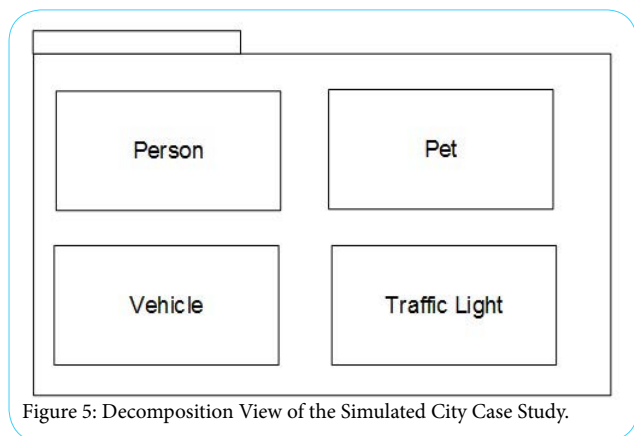 Person
Pet
Vehicle
Traffic Light
Figure 5: Decomposition View of the Simulated City Case Study.